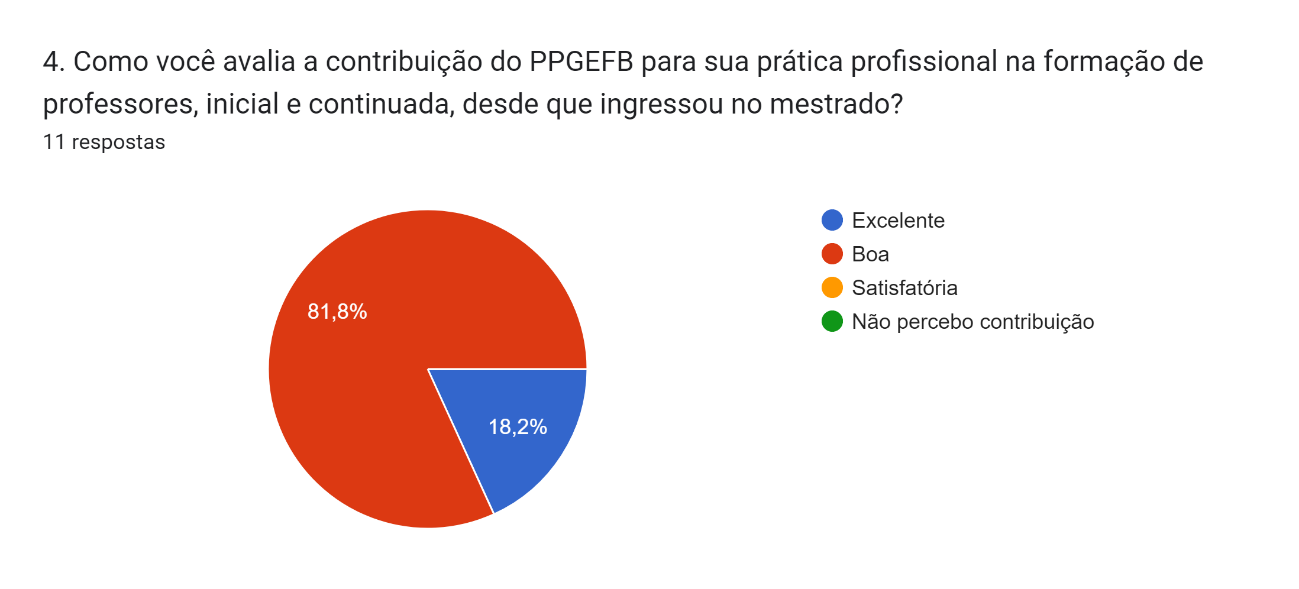 4. Como você avalia a contribuição do PPGEFB para sua prática profissional na formação de
professores, inicial e continuada, desde que ingressou no mestrado?
11 respostas
81,8%
18,2%
Excelente
Boa
Satisfatória
Não percebo contribuição